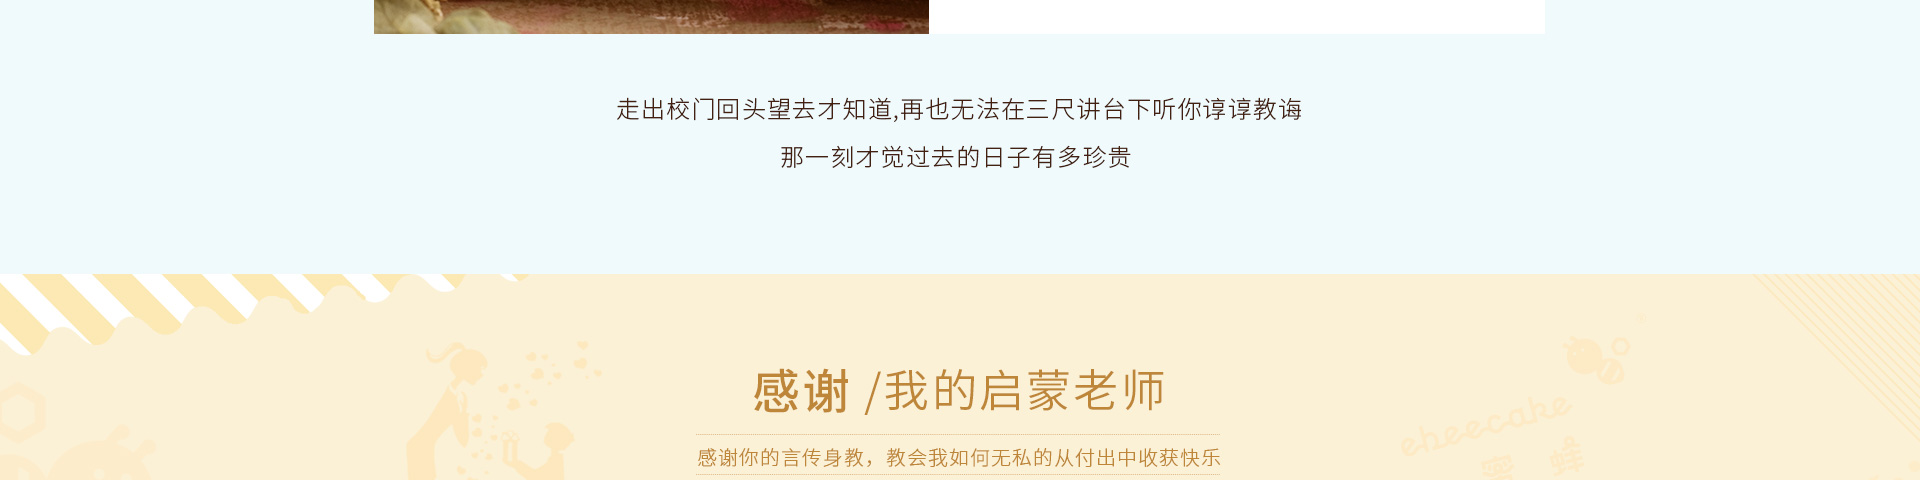 走出校门回头望去才知道,再也无法在三尺讲台下听你谆谆教诲
那一刻才觉过去的日子有多珍贵
感谢 /我的启蒙老师
感谢你的言传身教，教会我如何无私的从付出中收获快乐
ebeecake
蜜 蜂